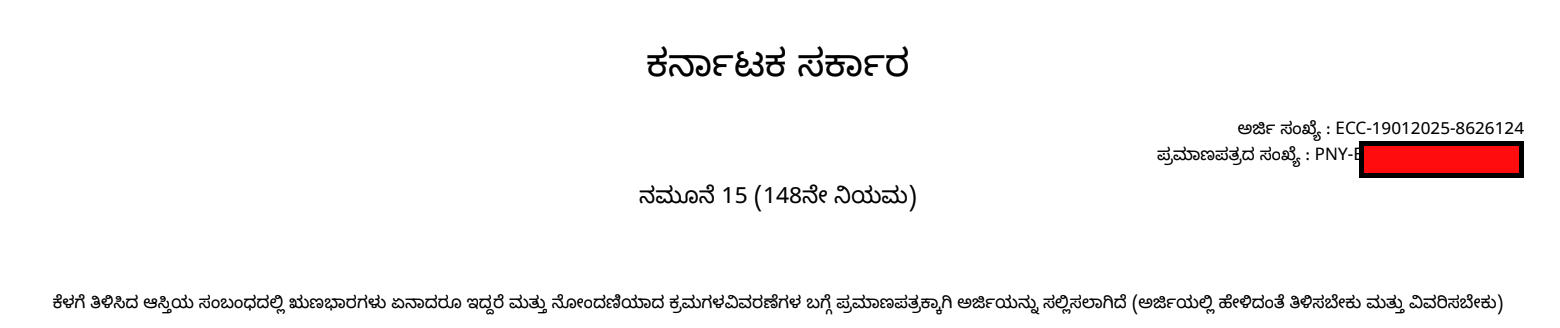 ಕರ್ನಾಟಕ ಸರ್ಕಾರ
ಅರ್ಜಿ ಸಂಖ್ಯೆ : ECC-19012025-8626124
ಪ್ರಮಾಣಪತ್ರದ ಸಂಖ್ಯೆ : PNY-
ನಮೂನೆ 15 (148ನೇ ನಿಯಮ)
ಕೆಳಗೆ ತಿಳಿಸಿದ ಆಸ್ತಿಯ ಸಂಬಂಧದಲ್ಲಿ ಋಣಭಾರಗಳು ಏನಾದರೂ ಇದ್ದರೆ ಮತ್ತು ನೋಂದಣಿಯಾದ ಕ್ರಮಗಳವಿವರಣೆಗಳ ಬಗ್ಗೆ ಪ್ರಮಾಣಪತ್ರಕ್ಕಾಗಿ ಅರ್ಜಿಯನ್ನು ಸಲ್ಲಿಸಲಾಗಿದೆ (ಅರ್ಜಿಯಲ್ಲಿ ಹೇಳಿದಂತೆ ತಿಳಿಸಬೇಕು ಮತ್ತು ವಿವರಿಸಬೇಕು)